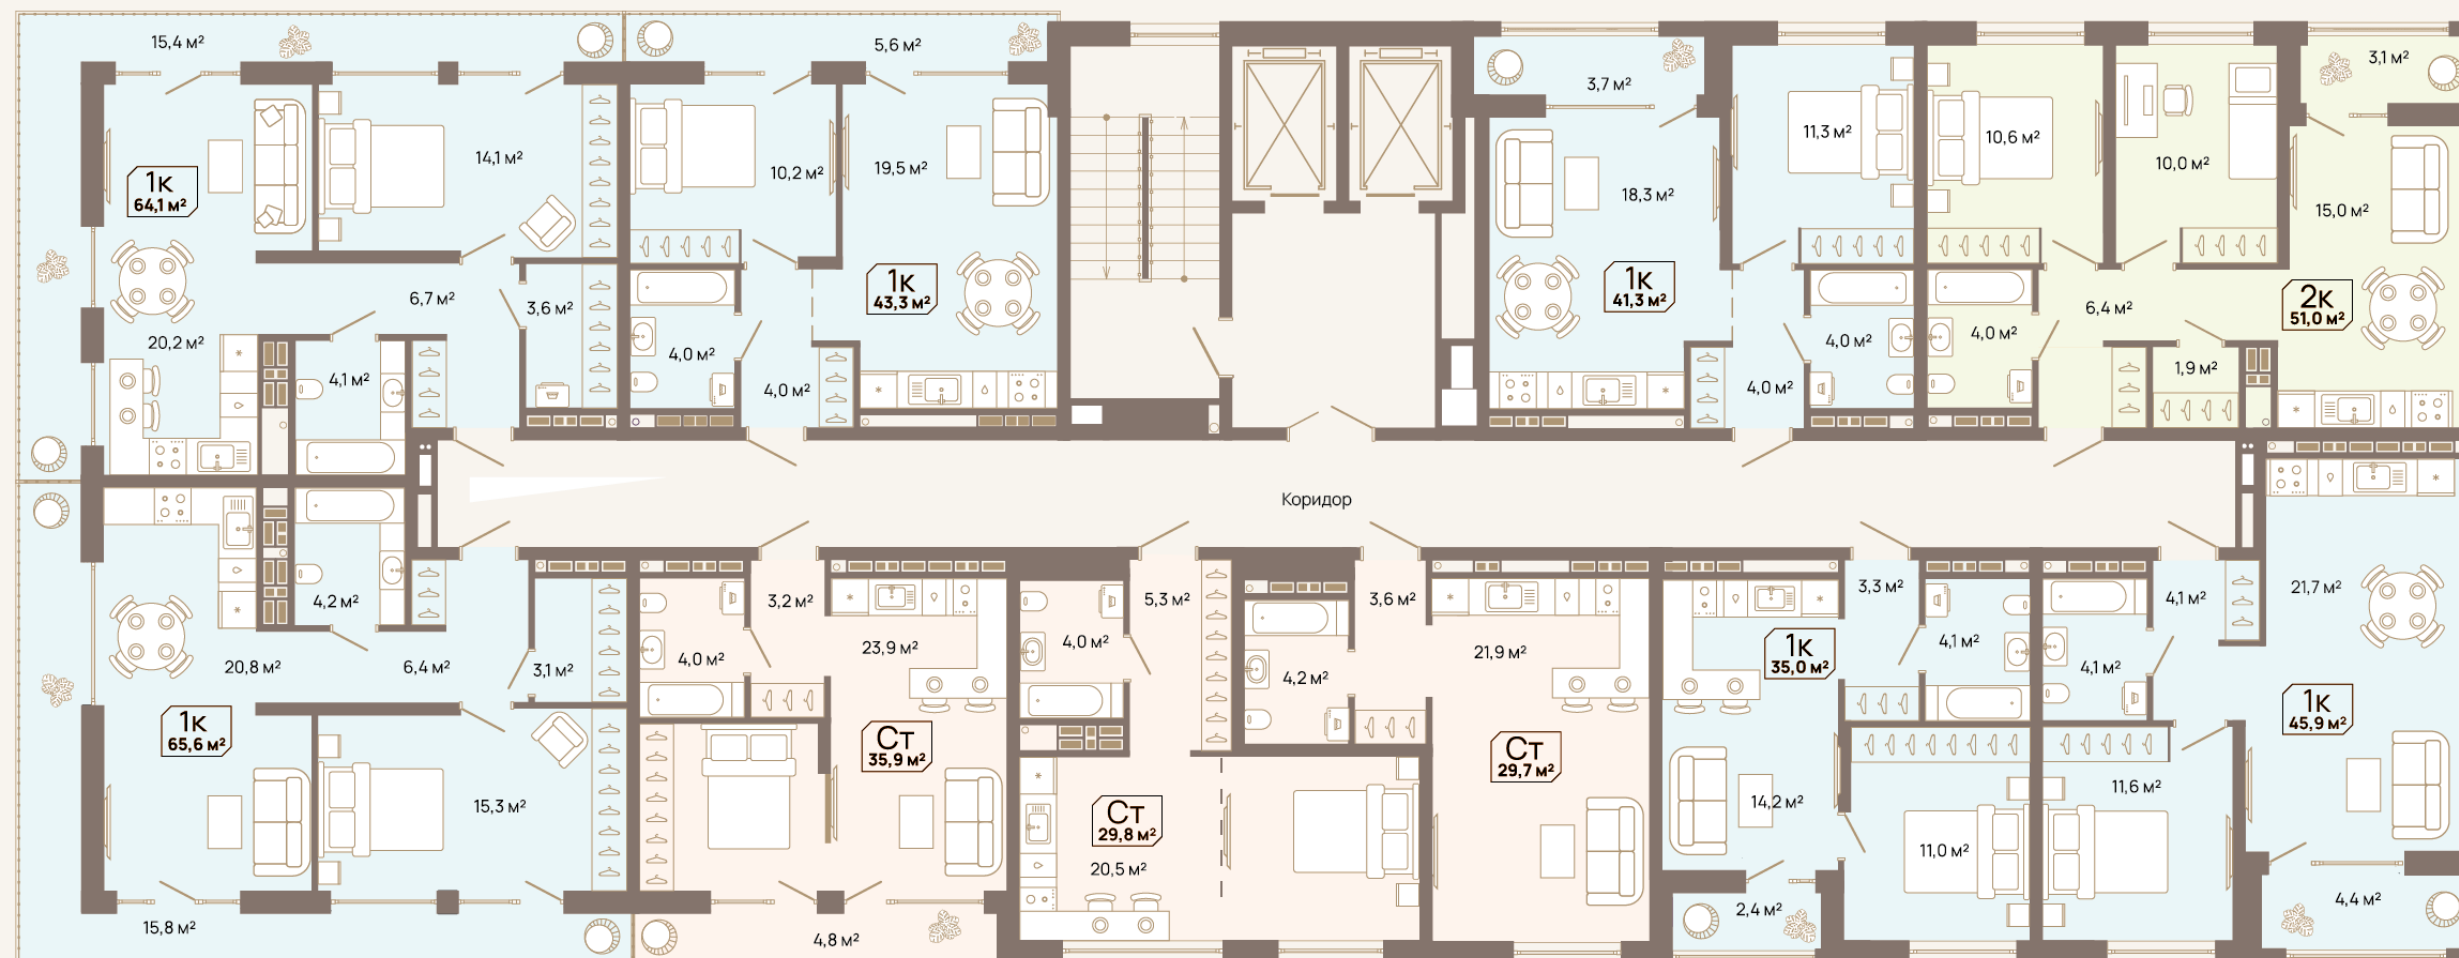 15,4 м²
5,6 м²
3,7 м²
3,1 м²
14,1 м²
10,2 м²
19,5 м²
18,3 м²
11,3 м²
10,6 м²
10,0 м²
15,0 м²
1К
64,1 м²
1К
43,3 м²
1К
41,3 м²
2К
51,0 м²
6,7 м²
3,6 м²
20,2 м²
4,1 м²
4,0 м²
4,0 м²
4,0 м²
4,0 м²
4,0 м²
6,4 м²
1,9 м²
Коридор
4,2 м²
20,8 м²
6,4 м²
3,1 м²
3,2 м²
4,0 м²
23,9 м²
4,0 м²
5,3 м²
4,2 м²
3,6 м²
21,9 м²
3,3 м²
4,1 м²
4,1 м²
4,1 м²
21,7 м²
1К
65,6 м²
Ст
35,9 м²
Ст
29,8 м²
Ст
29,7 м²
1К
35,0 м²
1К
45,9 м²
15,3 м²
20,5 м²
14,2 м²
11,0 м²
11,6 м²
15,8 м²
4,8 м²
2,4 м²
4,4 м²